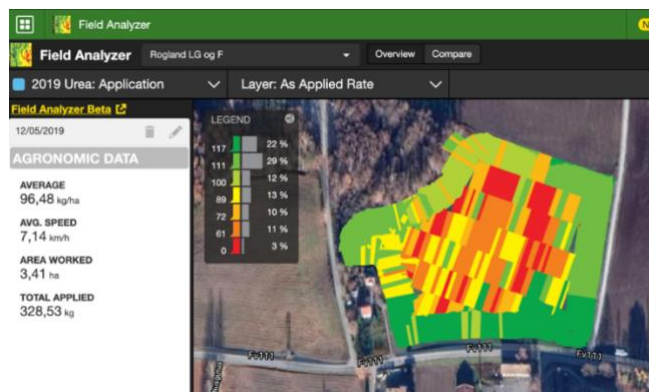 Field Analyzer
N
Field Analyzer
Rogland LG og F
Overview
Compare
2019 Urea: Application
Layer: As Applied Rate
Field Analyzer Beta
12/05/2019
AGRONOMIC DATA
AVERAGE
96,48 kg/ha
AVG. SPEED
7,14 km/h
AREA WORKED
3,41 ha
TOTAL APPLIED
328,53 kg
LEGEND
117
22 %
111
29 %
100
12 %
89
13 %
72
10 %
61
11 %
0
3 %
Fv111
Fv111
Fv111
Fv111